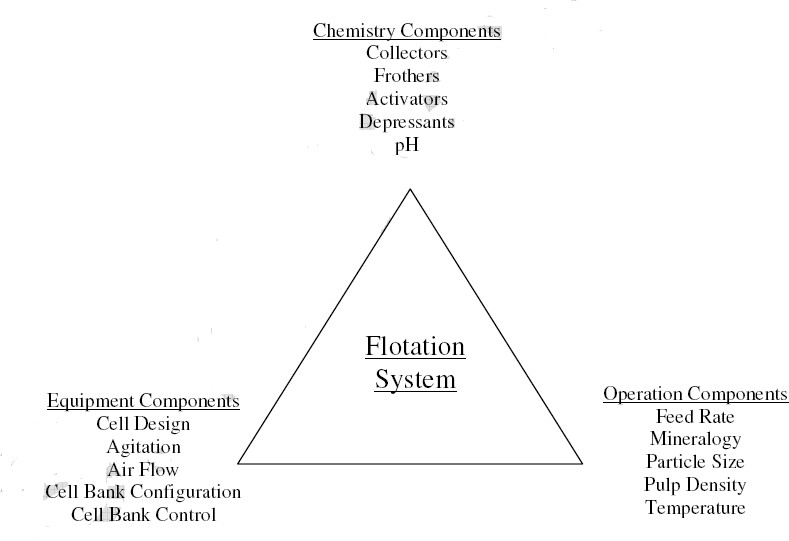 Chemistry Components
Collectors
Frothers
Activators
Depressants
pH
Flotation
System
Equipment Components
Cell Design
Agitation
Air Flow
Cell Bank Configuration
Cell Bank Control
Operation Components
Feed Rate
Mineralogy
Particle Size
Pulp Density
Temperature